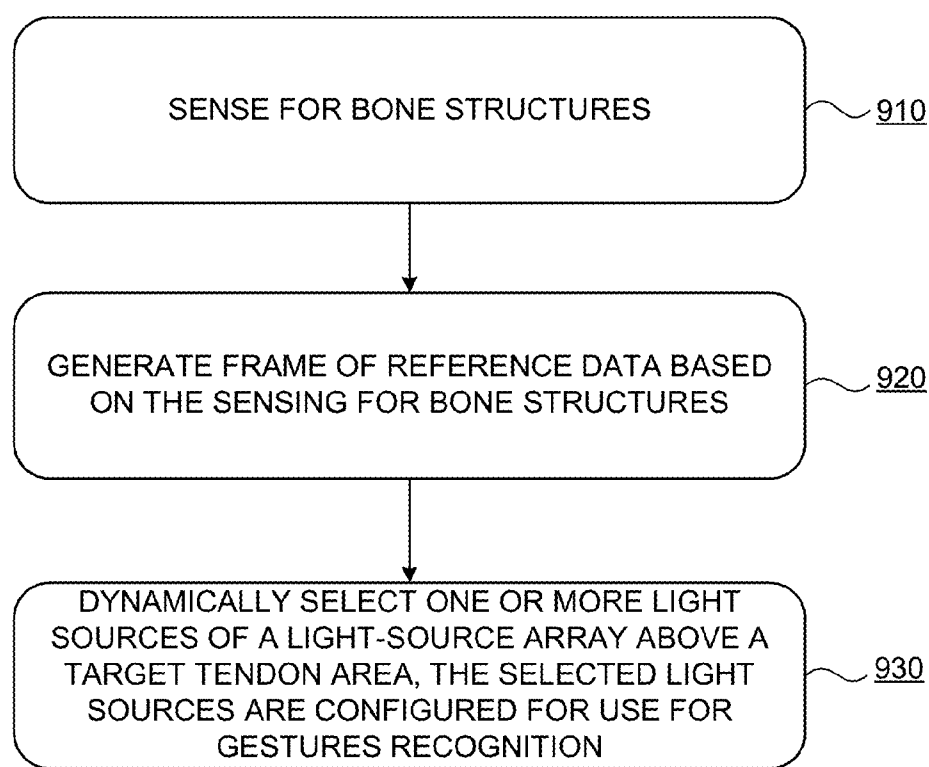 SENSE FOR BONE STRUCTURES
910
GENERATE FRAME OF REFERENCE DATA BASED
ON THE SENSING FOR BONE STRUCTURES
920
DYNAMICALLY SELECT ONE OR MORE LIGHT
SOURCES OF A LIGHT-SOURCE ARRAY ABOVE A
TARGET TENDON AREA, THE SELECTED LIGHT
SOURCES ARE CONFIGURED FOR USE FOR
GESTURES RECOGNITION
930